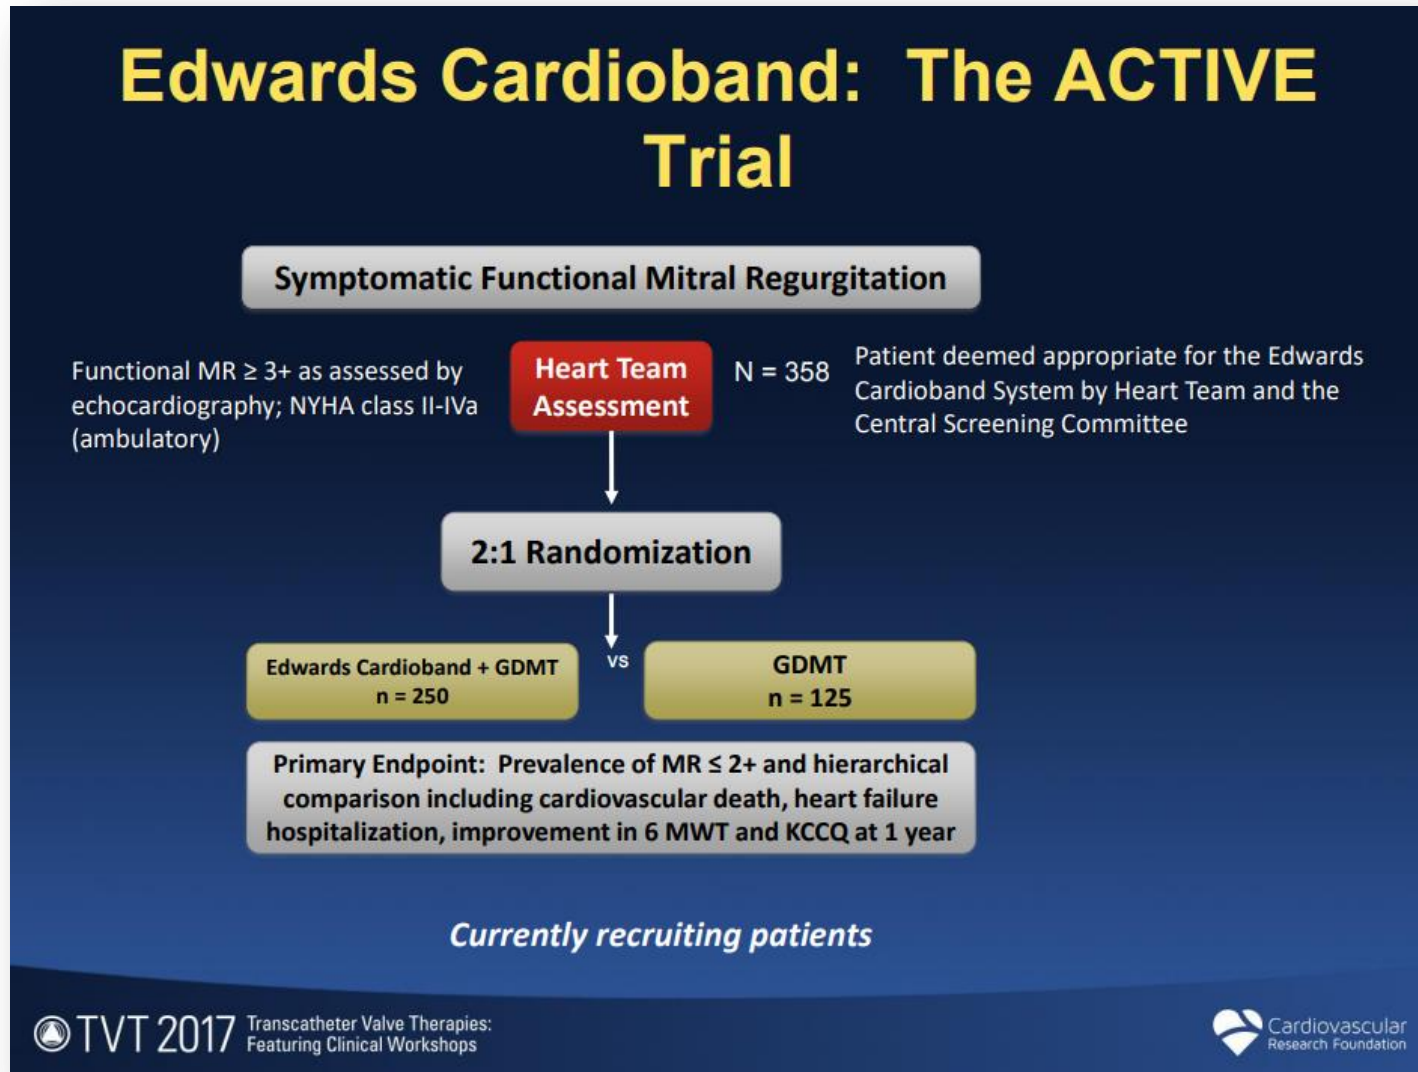 Edwards Cardioband: The ACTIVE
Trial
Symptomatic Functional Mitral Regurgitation
Functional MR ≥ 3+ as assessed by
echocardiography; NYHA class II-IVa
(ambulatory)
Heart Team
Assessment
N = 358
Patient deemed appropriate for the Edwards
Cardioband System by Heart Team and the
Central Screening Committee
2:1 Randomization
Edwards Cardioband + GDMT
n = 250
vs
GDMT
n = 125
Primary Endpoint: Prevalence of MR ≤ 2+ and hierarchical
comparison including cardiovascular death, heart failure
hospitalization, improvement in 6 MWT and KCCQ at 1 year
Currently recruiting patients
TVT 2017
Transcatheter Valve Therapies:
Featuring Clinical Workshops
Cardiovascular
Research Foundation